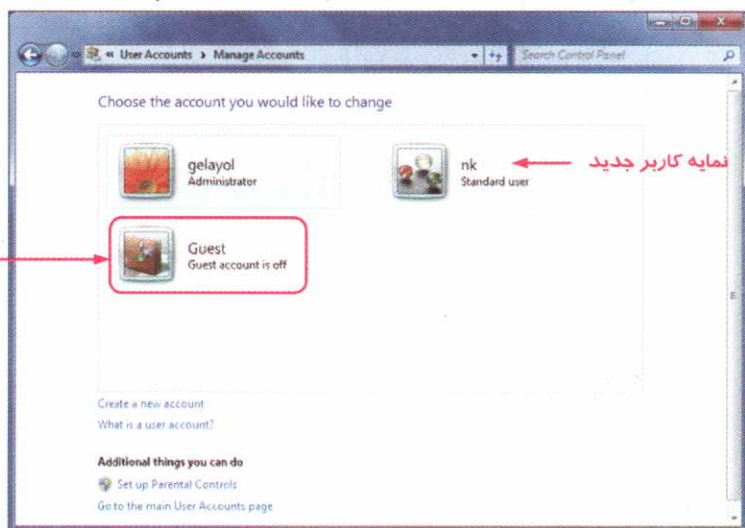 « User Accounts › Manage Accounts
Search Control Panel
Choose the account you would like to change
gelayol
Administrator
nk
Standard user
نمایه کاربر جدید
Guest
Guest account is off
Create a new account
What is a user account?
Additional things you can do
Set up Parental Controls
Go to the main User Accounts page